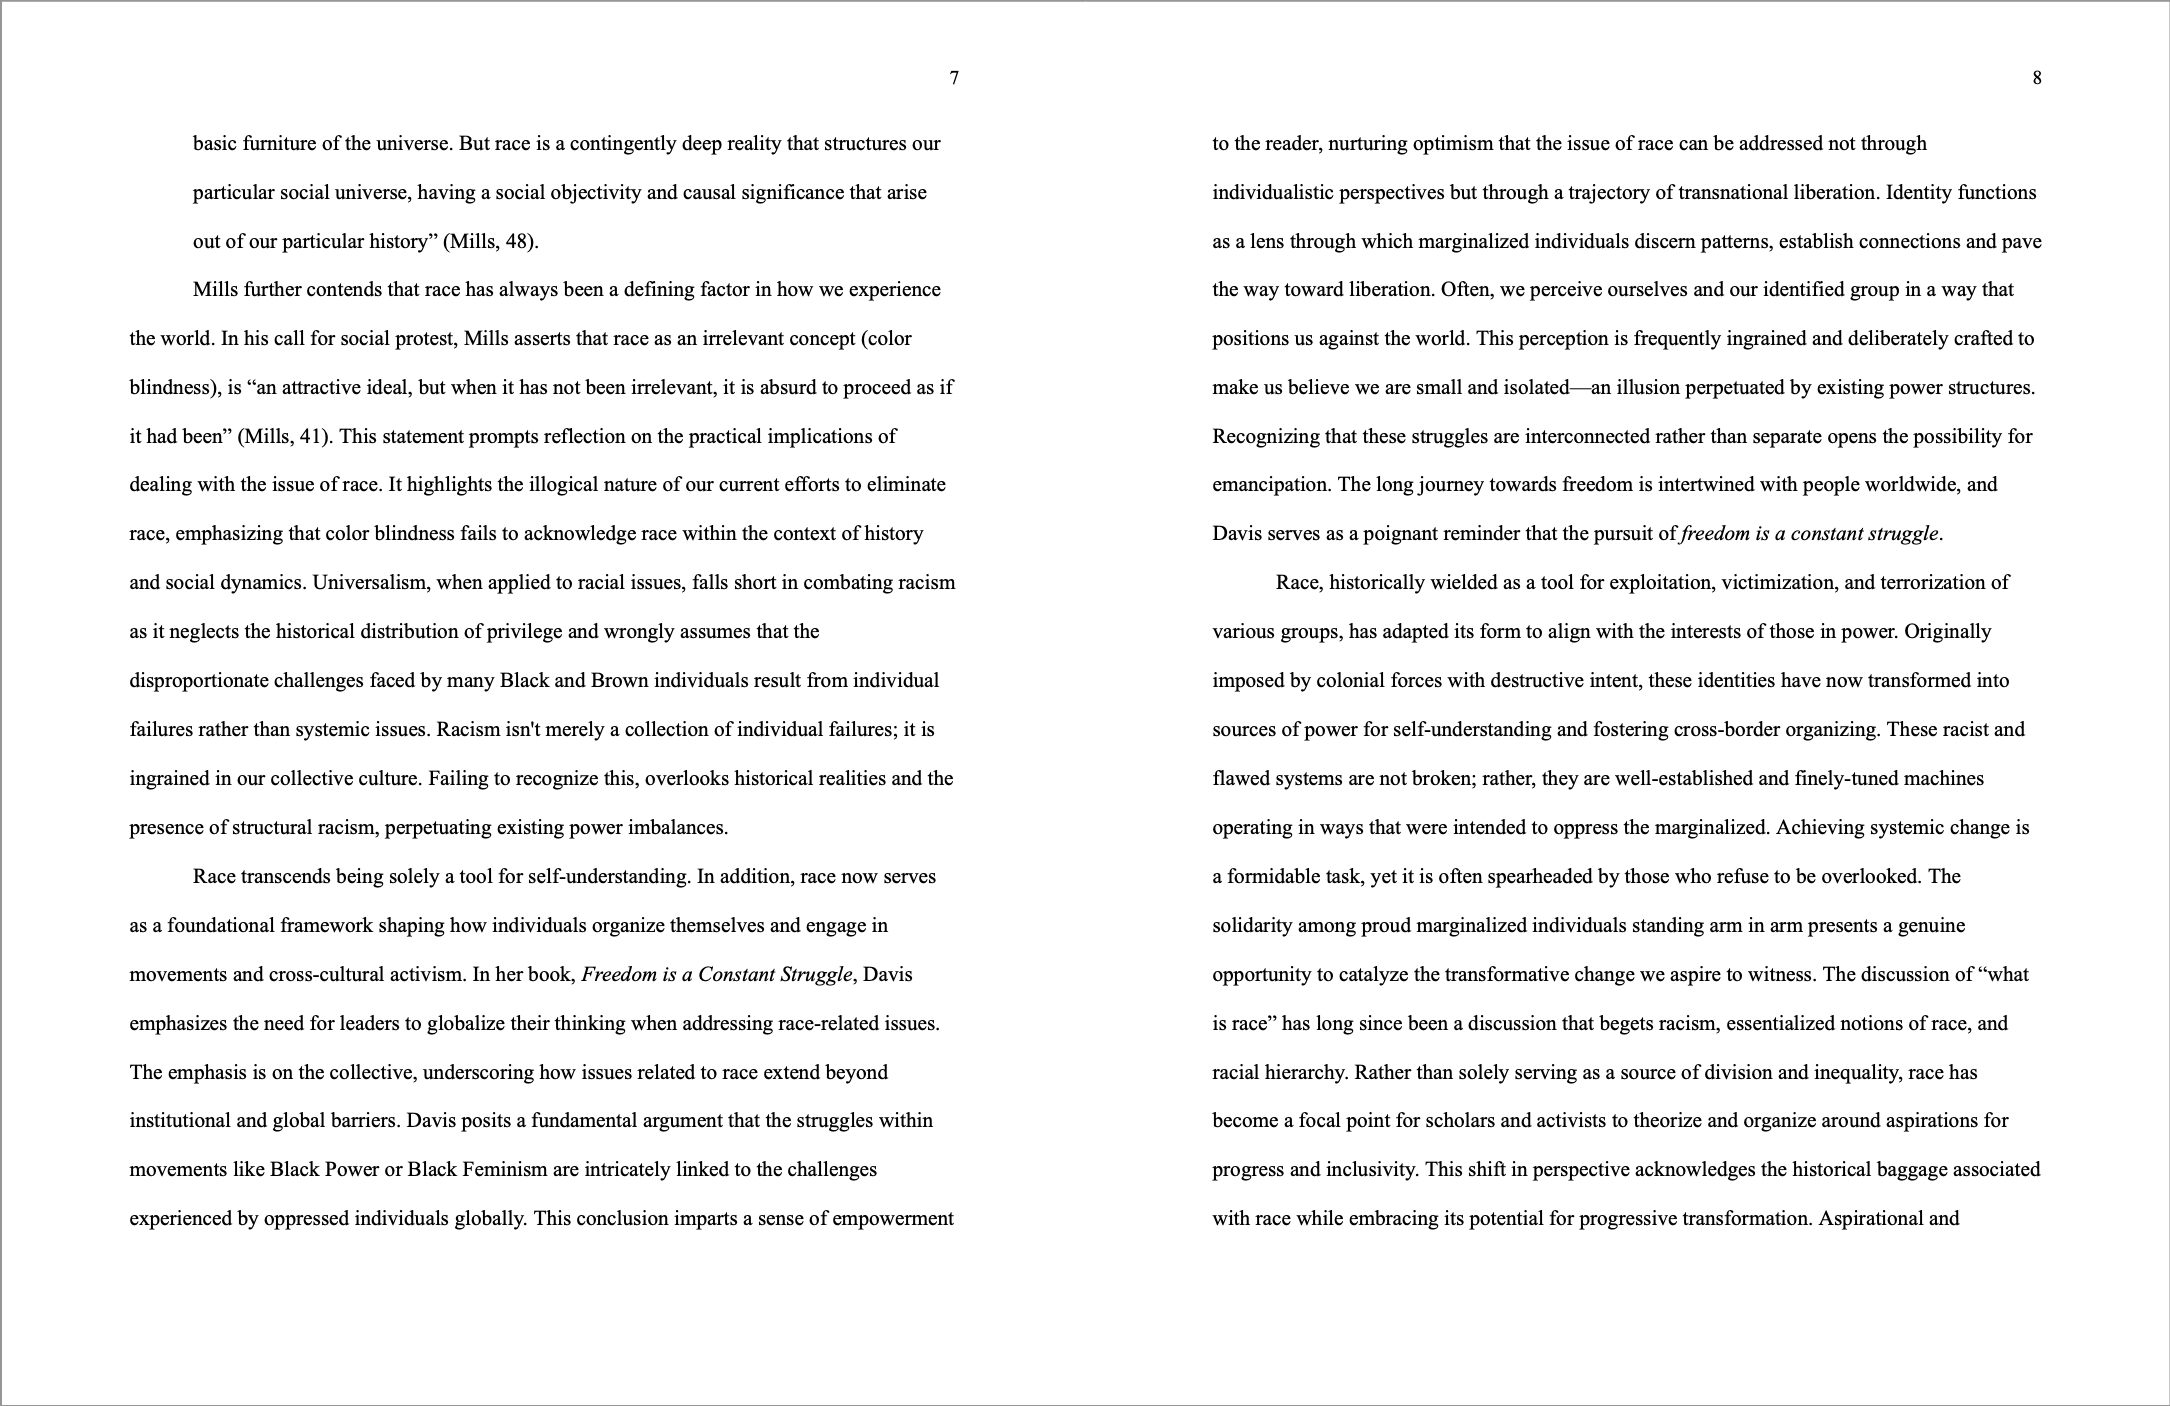 7
basic furniture of the universe. But race is a contingently deep reality that structures our
particular social universe, having a social objectivity and causal significance that arise
out of our particular history” (Mills, 48).
Mills further contends that race has always been a defining factor in how we experience
the world. In his call for social protest, Mills asserts that race as an irrelevant concept (color
blindness), is “an attractive ideal, but when it has not been irrelevant, it is absurd to proceed as if
it had been” (Mills, 41). This statement prompts reflection on the practical implications of
dealing with the issue of race. It highlights the illogical nature of our current efforts to eliminate
race, emphasizing that color blindness fails to acknowledge race within the context of history
and social dynamics. Universalism, when applied to racial issues, falls short in combating racism
as it neglects the historical distribution of privilege and wrongly assumes that the
disproportionate challenges faced by many Black and Brown individuals result from individual
failures rather than systemic issues. Racism isn't merely a collection of individual failures; it is
ingrained in our collective culture. Failing to recognize this, overlooks historical realities and the
presence of structural racism, perpetuating existing power imbalances.
Race transcends being solely a tool for self-understanding. In addition, race now serves
as a foundational framework shaping how individuals organize themselves and engage in
movements and cross-cultural activism. In her book, Freedom is a Constant Struggle, Davis
emphasizes the need for leaders to globalize their thinking when addressing race-related issues.
The emphasis is on the collective, underscoring how issues related to race extend beyond
institutional and global barriers. Davis posits a fundamental argument that the struggles within
movements like Black Power or Black Feminism are intricately linked to the challenges
experienced by oppressed individuals globally. This conclusion imparts a sense of empowerment
8
to the reader, nurturing optimism that the issue of race can be addressed not through
individualistic perspectives but through a trajectory of transnational liberation. Identity functions
as a lens through which marginalized individuals discern patterns, establish connections and pave
the way toward liberation. Often, we perceive ourselves and our identified group in a way that
positions us against the world. This perception is frequently ingrained and deliberately crafted to
make us believe we are small and isolated—an illusion perpetuated by existing power structures.
Recognizing that these struggles are interconnected rather than separate opens the possibility for
emancipation. The long journey towards freedom is intertwined with people worldwide, and
Davis serves as a poignant reminder that the pursuit of freedom is a constant struggle.
Race, historically wielded as a tool for exploitation, victimization, and terrorization of
various groups, has adapted its form to align with the interests of those in power. Originally
imposed by colonial forces with destructive intent, these identities have now transformed into
sources of power for self-understanding and fostering cross-border organizing. These racist and
flawed systems are not broken; rather, they are well-established and finely-tuned machines
operating in ways that were intended to oppress the marginalized. Achieving systemic change is
a formidable task, yet it is often spearheaded by those who refuse to be overlooked. The
solidarity among proud marginalized individuals standing arm in arm presents a genuine
opportunity to catalyze the transformative change we aspire to witness. The discussion of “what
is race” has long since been a discussion that begets racism, essentialized notions of race, and
racial hierarchy. Rather than solely serving as a source of division and inequality, race has
become a focal point for scholars and activists to theorize and organize around aspirations for
progress and inclusivity. This shift in perspective acknowledges the historical baggage associated
with race while embracing its potential for progressive transformation. Aspirational and